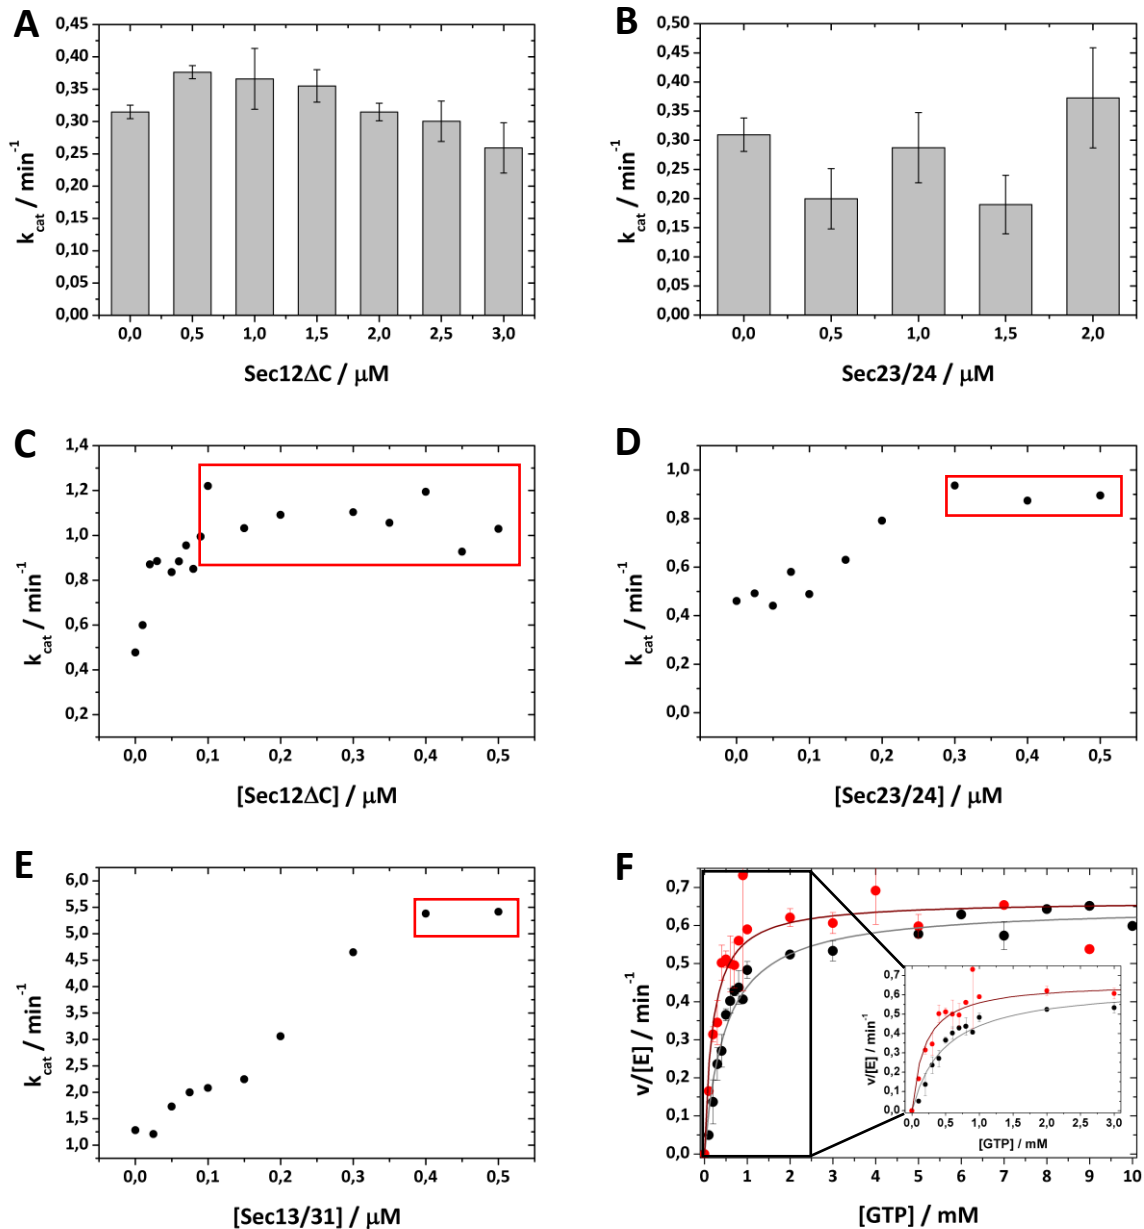 A
0,45
0,40
0,35
0,30
0,25
0,20
0,15
0,10
0,05
0,00
k_cat / min⁻¹
0,0 0,5 1,0 1,5 2,0 2,5 3,0
Sec12ΔC / μM
B
0,50
0,45
0,40
0,35
0,30
0,25
0,20
0,15
0,10
0,05
0,00
k_cat / min⁻¹
0,0 0,5 1,0 1,5 2,0
Sec23/24 / μM
C
1,4
1,2
1,0
0,8
0,6
0,4
0,2
k_cat / min⁻¹
0,0 0,1 0,2 0,3 0,4 0,5
[Sec12ΔC] / μM
D
1,0
0,8
0,6
0,4
0,2
0,0
k_cat / min⁻¹
0,0 0,1 0,2 0,3 0,4 0,5
[Sec23/24] / μM
E
6,0
5,5
5,0
4,5
4,0
3,5
3,0
2,5
2,0
1,5
1,0
k_cat / min⁻¹
0,0 0,1 0,2 0,3 0,4 0,5
[Sec13/31] / μM
F
0,7
0,6
0,5
0,4
0,3
0,2
0,1
0,0
v/[E] / min⁻¹
0 1 2 3 4 5 6 7 8 9 10
[GTP] / mM
0,7
0,6
0,5
0,4
0,3
0,2
0,1
0,0
v/[E] / min⁻¹
0,0 0,5 1,0 1,5 2,0 2,5 3,0
[GTP] / mM